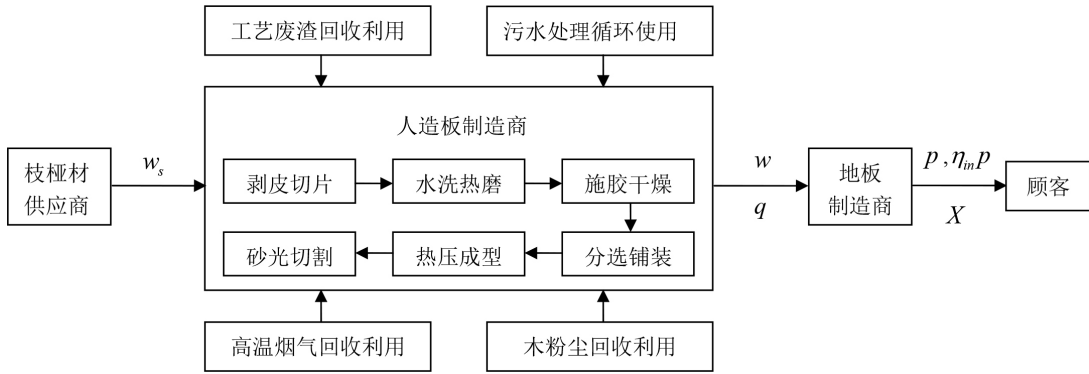 工艺废渣回收利用
污水处理循环使用
人造板制造商
枝桠材
供应商
w_s
剥皮切片
水洗热磨
施胶干燥
砂光切割
热压成型
分选铺装
w
q
地板
制造商
p , η_{in} p
X
顾客
高温烟气回收利用
木粉尘回收利用